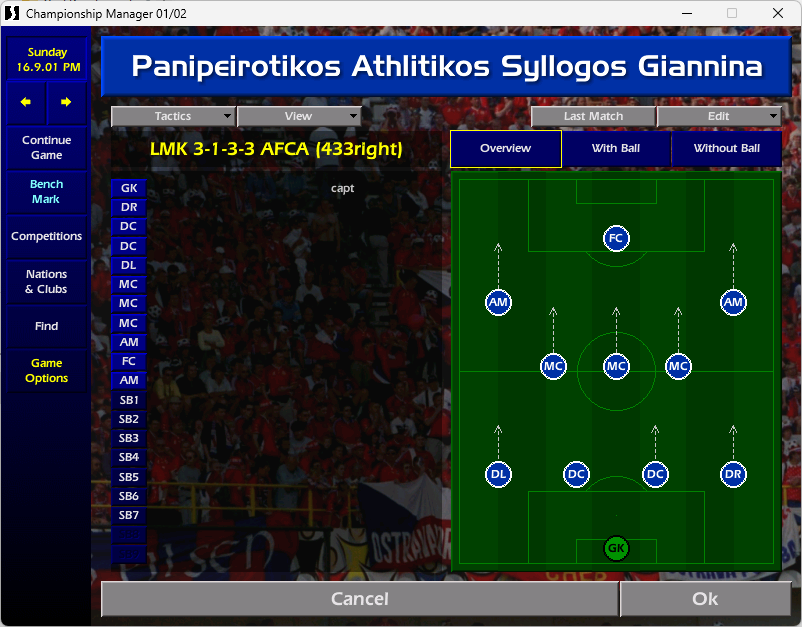 Championship Manager 01/02
Sunday
16.9.01 PM
Continue
Game
Bench
Mark
Competitions
Nations
& Clubs
Find
Game
Options
Panipeirotikos Athlitikos Syllogos Giannina
Tactics
View
Last Match
Edit
LMK 3-1-3-3 AFCA (433right)
Overview
With Ball
Without Ball
GK capt
DR
DC
DC
DL
MC
MC
MC
AM
FC
AM
SB1
SB2
SB3
SB4
SB5
SB6
SB7
FC
AM AM
MC MC MC
DL DC DC DR
GK
Cancel
Ok